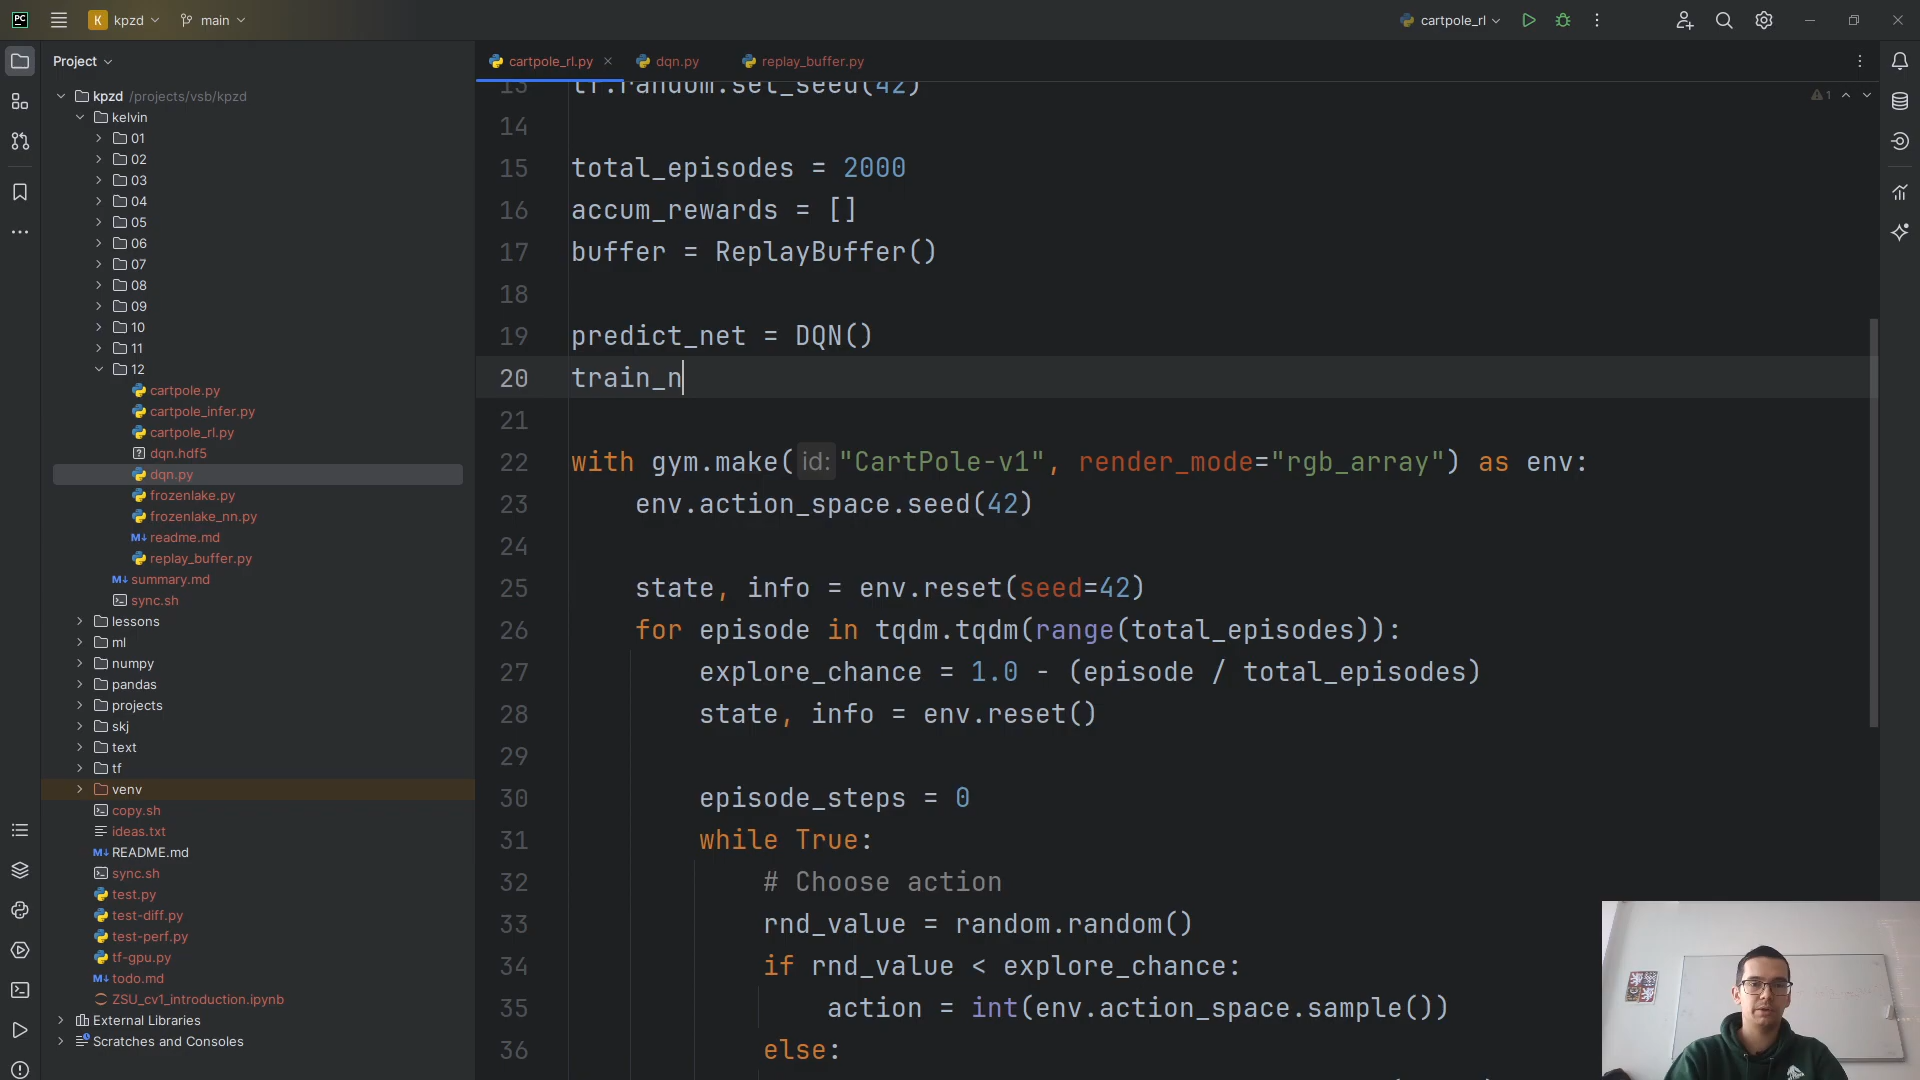 PC
K kpzd
main
cartpole_rl
Project
cartpole_rl.py
dqn.py
replay_buffer.py
kpzd /projects/vsb/kpzd
kelvin
01
02
03
04
05
06
07
08
09
10
11
12
cartpole.py
cartpole_infer.py
cartpole_rl.py
dqn.hdf5
dqn.py
frozenlake.py
frozenlake_nn.py
readme.md
replay_buffer.py
summary.md
sync.sh
lessons
ml
numpy
pandas
projects
skj
text
tf
venv
copy.sh
ideas.txt
README.md
sync.sh
test.py
test-diff.py
test-perf.py
tf-gpu.py
todo.md
ZSU_cv1_introduction.ipynb
External Libraries
Scratches and Consoles
1
13 tf.random.set_seed(42)
14
15 total_episodes = 2000
16 accum_rewards = []
17 buffer = ReplayBuffer()
18
19 predict_net = DQN()
20 train_n
21
22 with gym.make(id:"CartPole-v1", render_mode="rgb_array") as env:
23 env.action_space.seed(42)
24
25 state, info = env.reset(seed=42)
26 for episode in tqdm.tqdm(range(total_episodes)):
27 explore_chance = 1.0 - (episode / total_episodes)
28 state, info = env.reset()
29
30 episode_steps = 0
31 while True:
32 # Choose action
33 rnd_value = random.random()
34 if rnd_value < explore_chance:
35 action = int(env.action_space.sample())
36 else: